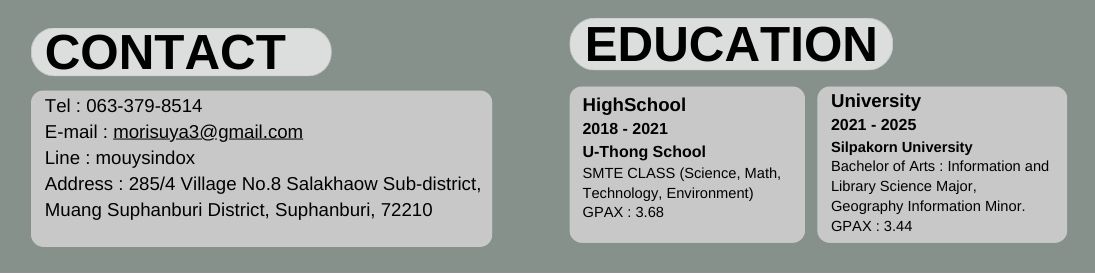 CONTACT
Tel : 063-379-8514
E-mail : morisuya3@gmail.com
Line : mouysindox
Address : 285/4 Village No.8 Salakhaow Sub-district,
Muang Suphanburi District, Suphanburi, 72210
EDUCATION
HighSchool
2018 - 2021
U-Thong School
SMTE CLASS (Science, Math,
Technology, Environment)
GPAX : 3.68
University
2021 - 2025
Silpakorn University
Bachelor of Arts : Information and
Library Science Major,
Geography Information Minor.
GPAX : 3.44